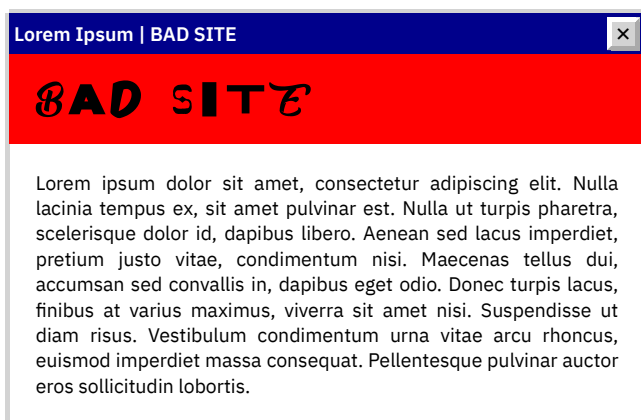 Lorem Ipsum | BAD SITE
BAD SITE
Lorem ipsum dolor sit amet, consectetur adipiscing elit. Nulla
lacinia tempus ex, sit amet pulvinar est. Nulla ut turpis pharetra,
scelerisque dolor id, dapibus libero. Aenean sed lacus imperdiet,
pretium justo vitae, condimentum nisi. Maecenas tellus dui,
accumsan sed convallis in, dapibus eget odio. Donec turpis lacus,
finibus at varius maximus, viverra sit amet nisi. Suspendisse ut
diam risus. Vestibulum condimentum urna vitae arcu rhoncus,
euismod imperdiet massa consequat. Pellentesque pulvinar auctor
eros sollicitudin lobortis.